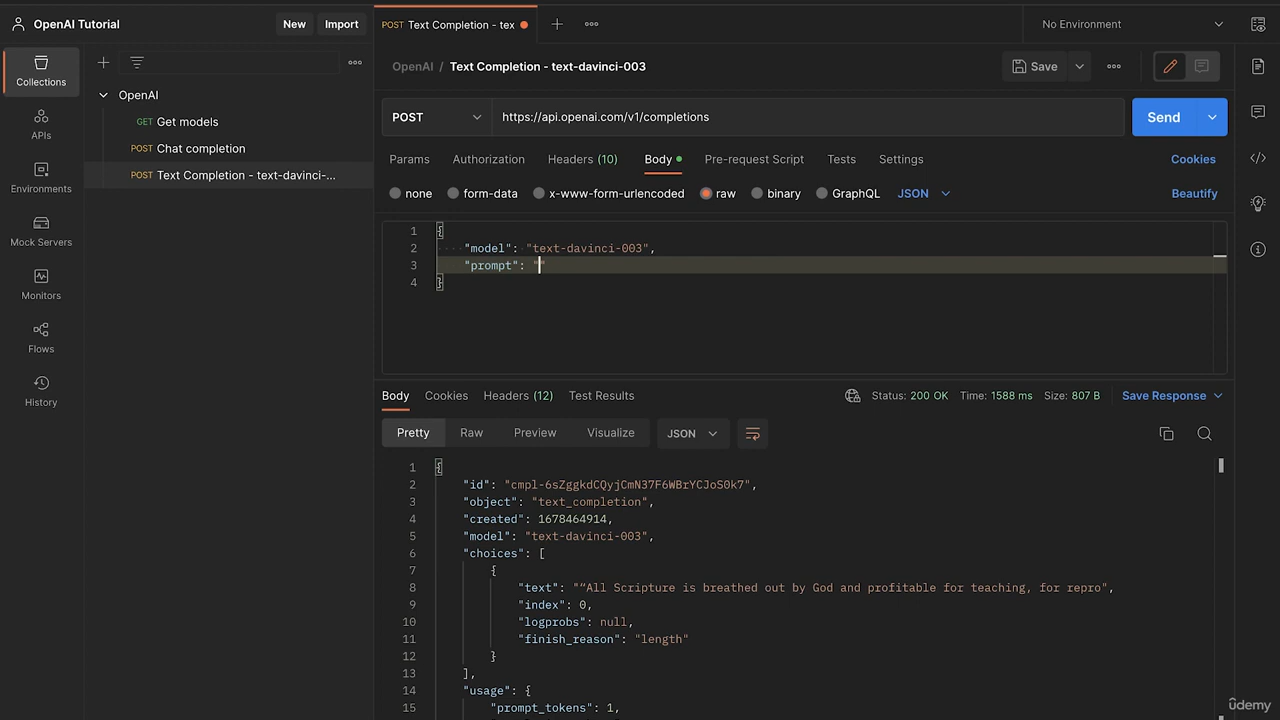 OpenAI Tutorial
New
Import
POST Text Completion - tex
No Environment
Collections
APIs
Environments
Mock Servers
Monitors
Flows
History
OpenAI
GET Get models
POST Chat completion
POST Text Completion - text-davinci-...
OpenAI / Text Completion - text-davinci-003
Save
POST
https://api.openai.com/v1/completions
Send
Params
Authorization
Headers (10)
Body
Pre-request Script
Tests
Settings
Cookies
none
form-data
x-www-form-urlencoded
raw
binary
GraphQL
JSON
Beautify
1 {
2 "model": "text-davinci-003",
3 "prompt": ""
4 }
Body
Cookies
Headers (12)
Test Results
Status: 200 OK
Time: 1588 ms
Size: 807 B
Save Response
Pretty
Raw
Preview
Visualize
JSON
1 {
2 "id": "cmpl-6sZggkdCQyjCmN37F6WBrYCJoS0k7",
3 "object": "text_completion",
4 "created": 1678464914,
5 "model": "text-davinci-003",
6 "choices": [
7 {
8 "text": "“All Scripture is breathed out by God and profitable for teaching, for repro",
9 "index": 0,
10 "logprobs": null,
11 "finish_reason": "length"
12 }
13 ],
14 "usage": {
15 "prompt_tokens": 1,
ûdemy